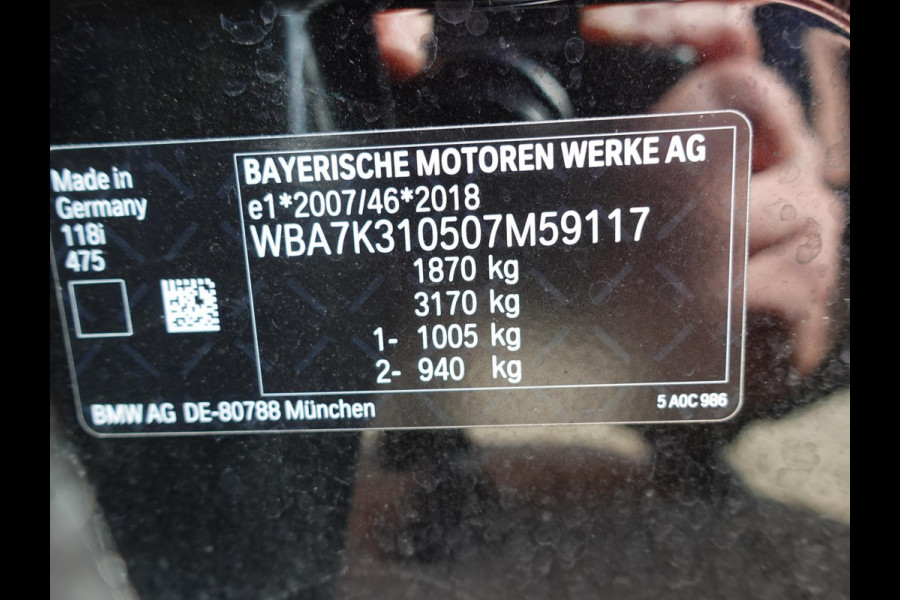 Made in
Germany
118i
475
BAYERISCHE MOTOREN WERKE AG
e1*2007/46*2018
WBA7K310507M59117
1870 kg
3170 kg
1- 1005 kg
2- 940 kg
BMW AG DE-80788 München
5 A0C 986